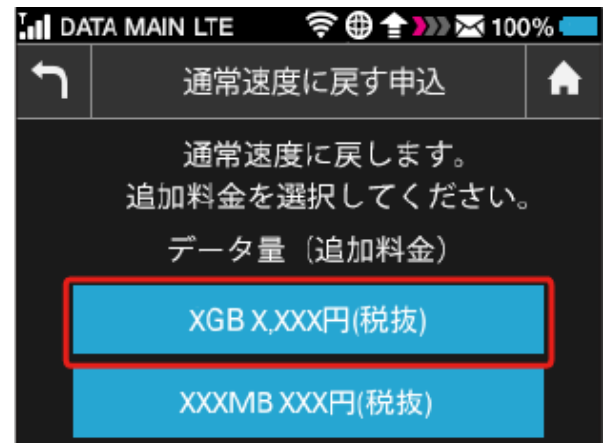 DATA MAIN LTE 100%
通常速度に戻す申込
通常速度に戻します。
追加料金を選択してください。
データ量（追加料金）
XGB X,XXX円(税抜)
XXXMB XXX円(税抜)